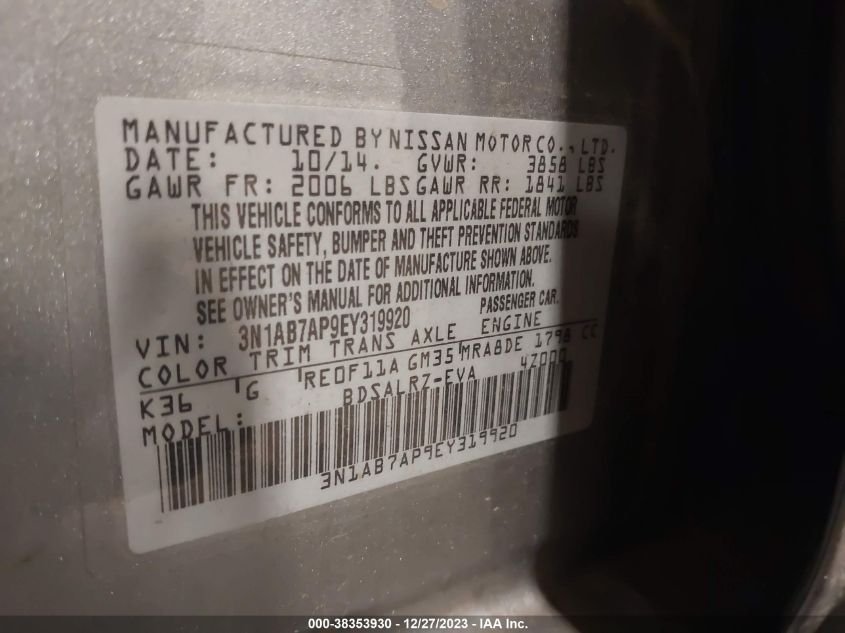 MANUFACTURED BY NISSAN MOTOR CO., LTD.
DATE: 10/14. GVWR: 3858 LBS
GAWR FR: 2006 LBS GAWR RR: 1841 LBS
THIS VEHICLE CONFORMS TO ALL APPLICABLE FEDERAL MOTOR
VEHICLE SAFETY, BUMPER AND THEFT PREVENTION STANDARDS
IN EFFECT ON THE DATE OF MANUFACTURE SHOWN ABOVE.
SEE OWNER'S MANUAL FOR ADDITIONAL INFORMATION.
PASSENGER CAR.
VIN: 3N1AB7AP9EY319920
COLOR TRIM TRANS AXLE ENGINE
K36 G RE0F11A GM35 MRA8DE 1798 CC
MODEL: BDSALRZ-EVA 4Z000
3N1AB7AP9EY319920
000-38353930 - 12/27/2023 - IAA Inc.